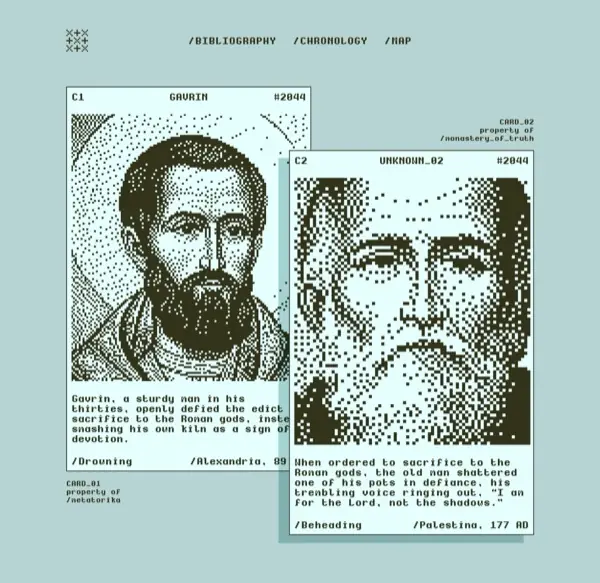 /BIBLIOGRAPHY /CHRONOLOGY /MAP
C1 GAVRIN #2044
CARD_02
property of
/monastery_of_truth
C2 UNKNOWN_02 #2044
Gavrin, a sturdy man in his
thirties, openly defied the edict
sacrifice to the Roman gods, inste
smashing his own kiln as a sign of
devotion.
/Drowning /Alexandria, 89
CARD_01
property of
/metatorika
When ordered to sacrifice to the
Roman gods, the old man shattered
one of his pots in defiance, his
trembling voice ringing out, "I am
for the Lord, not the shadows."
/Beheading /Palestina, 177 AD